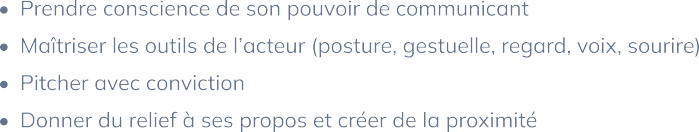 • Prendre conscience de son pouvoir de communicant
• Maîtriser les outils de l’acteur (posture, gestuelle, regard, voix, sourire)
• Pitcher avec conviction
• Donner du relief à ses propos et créer de la proximité